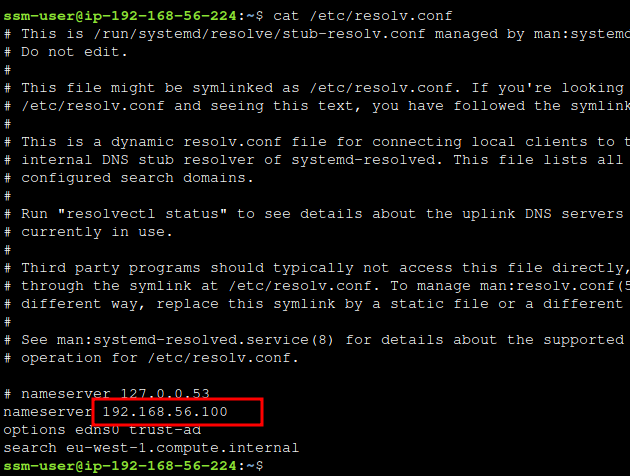 ssm-user@ip-192-168-56-224:~$ cat /etc/resolv.conf
# This is /run/systemd/resolve/stub-resolv.conf managed by man:systemd
# Do not edit.
#
# This file might be symlinked as /etc/resolv.conf. If you're looking
# /etc/resolv.conf and seeing this text, you have followed the symlink
#
# This is a dynamic resolv.conf file for connecting local clients to t
# internal DNS stub resolver of systemd-resolved. This file lists all
# configured search domains.
#
# Run "resolvectl status" to see details about the uplink DNS servers
# currently in use.
#
# Third party programs should typically not access this file directly,
# through the symlink at /etc/resolv.conf. To manage man:resolv.conf(5
# different way, replace this symlink by a static file or a different
#
# See man:systemd-resolved.service(8) for details about the supported
# operation for /etc/resolv.conf.
# nameserver 127.0.0.53
nameserver 192.168.56.100
options edns0 trust-ad
search eu-west-1.compute.internal
ssm-user@ip-192-168-56-224:~$